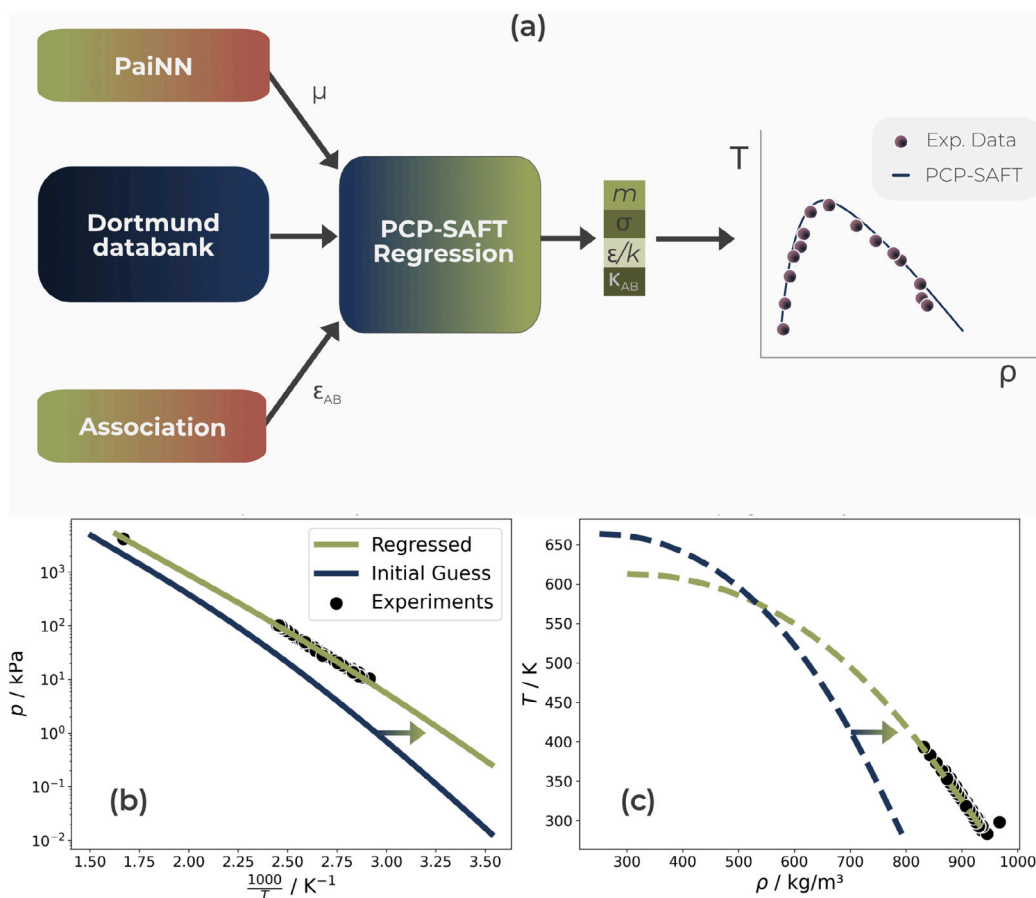 (a)
PaiNN
μ
Dortmund
databank
PCP-SAFT
Regression
m
σ
ε/k
κAB
T
Exp. Data
PCP-SAFT
ρ
εAB
Association
p / kPa
10³
10²
10¹
10⁰
10⁻¹
10⁻²
Regressed
Initial Guess
Experiments
(b)
1.50 1.75 2.00 2.25 2.50 2.75 3.00 3.25 3.50
1000/T / K⁻¹
T / K
650
600
550
500
450
400
350
300
(c)
300 400 500 600 700 800 900 1000
ρ / kg/m³